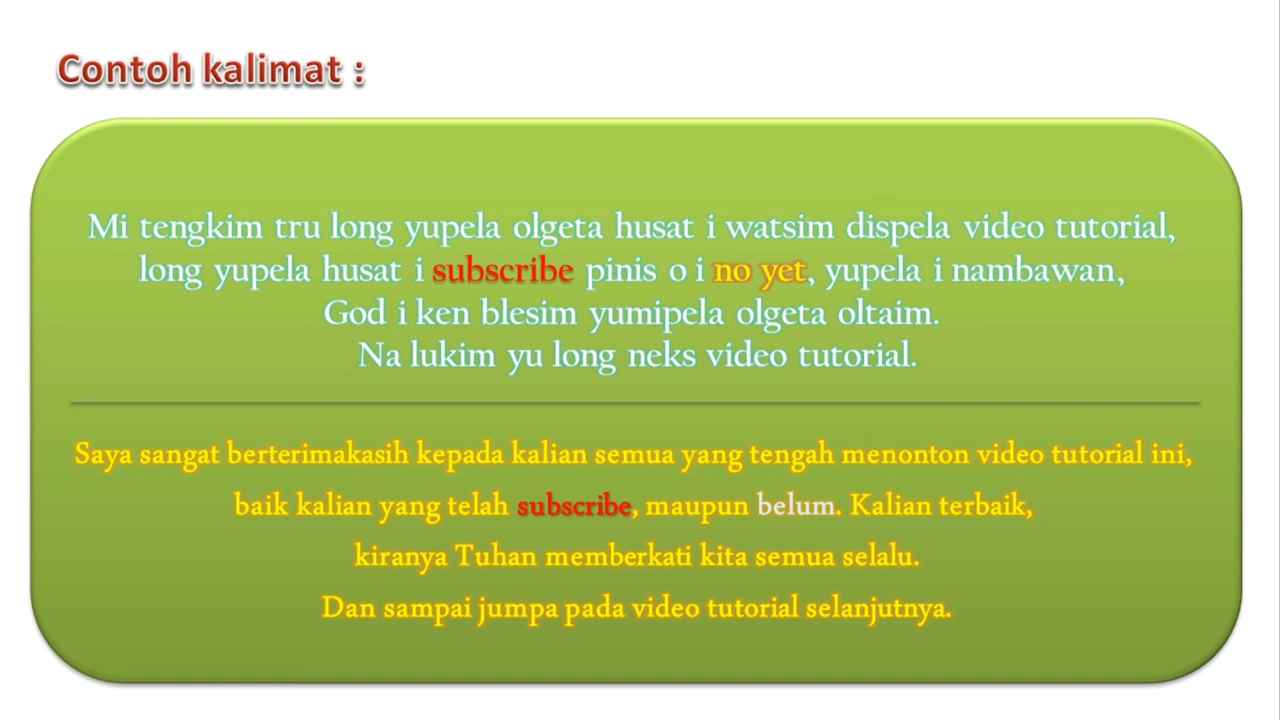 Contoh kalimat :
Mi tengkim tru long yupela olgeta husat i watsim dispela video tutorial,
long yupela husat i subscribe pinis o i no yet, yupela i nambawan,
God i ken blesim yumipela olgeta oltaim.
Na lukim yu long neks video tutorial.
Saya sangat berterimakasih kepada kalian semua yang tengah menonton video tutorial ini,
baik kalian yang telah subscribe, maupun belum. Kalian terbaik,
kiranya Tuhan memberkati kita semua selalu.
Dan sampai jumpa pada video tutorial selanjutnya.